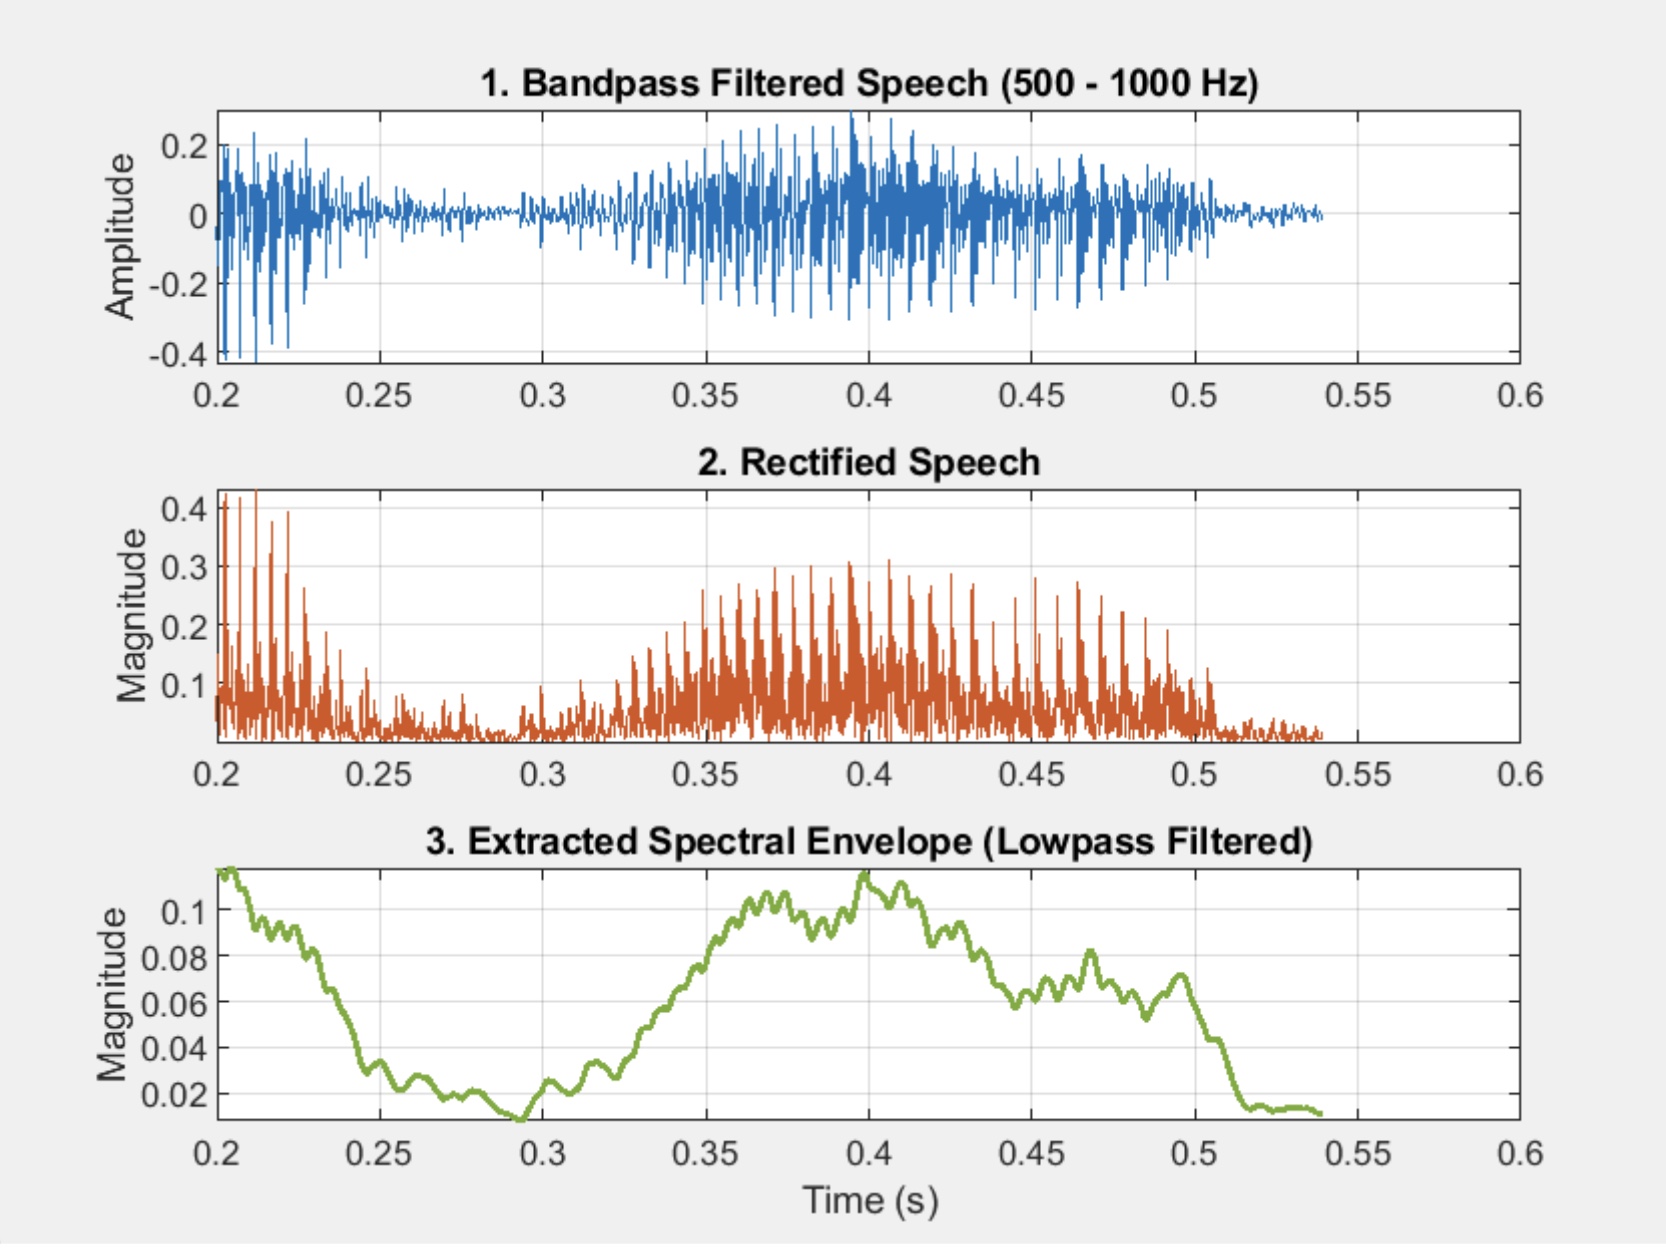 1. Bandpass Filtered Speech (500 - 1000 Hz)
Amplitude
0.2
0
-0.2
-0.4
0.2 0.25 0.3 0.35 0.4 0.45 0.5 0.55 0.6
2. Rectified Speech
Magnitude
0.4
0.3
0.2
0.1
0.2 0.25 0.3 0.35 0.4 0.45 0.5 0.55 0.6
3. Extracted Spectral Envelope (Lowpass Filtered)
Magnitude
0.1
0.08
0.06
0.04
0.02
0.2 0.25 0.3 0.35 0.4 0.45 0.5 0.55 0.6
Time (s)